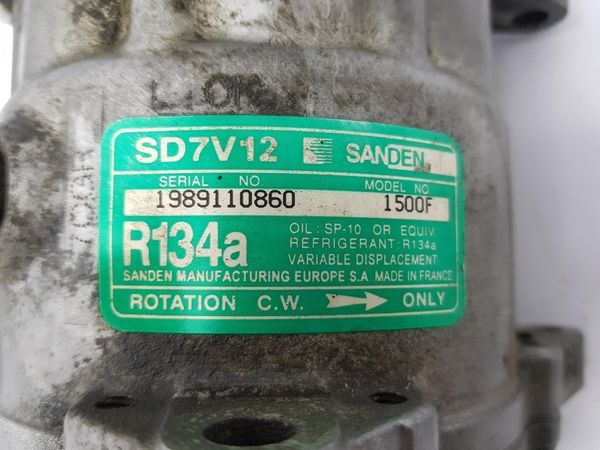 SD7V12 SANDEN
SERIAL NO MODEL NO
1989110860 1500F
R134a
OIL: SP-10 OR EQUIV.
REFRIGERANT: R134a
VARIABLE DISPLACEMENT
SANDEN MANUFACTURING EUROPE S.A MADE IN FRANCE
ROTATION C.W. ONLY